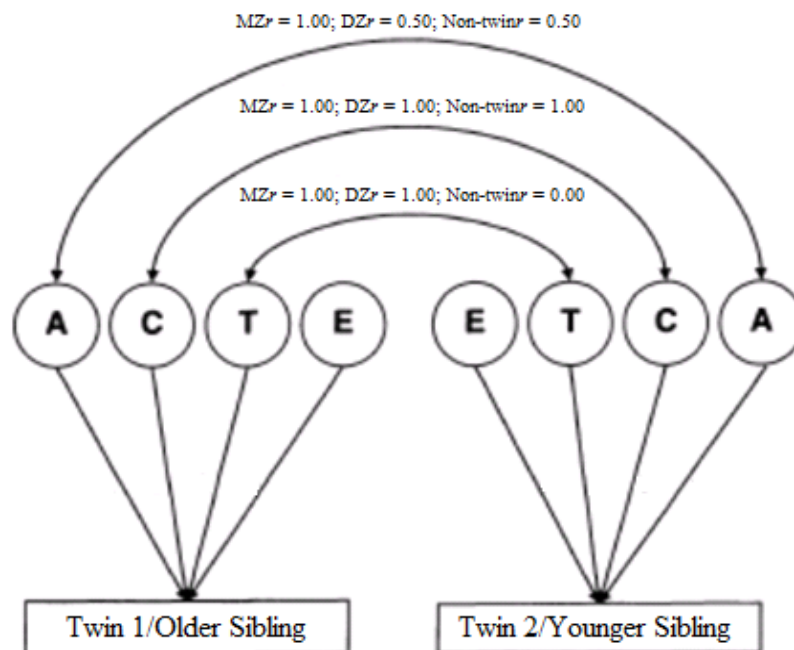 MZr = 1.00; DZr = 0.50; Non-twinr = 0.50
MZr = 1.00; DZr = 1.00; Non-twinr = 1.00
MZr = 1.00; DZr = 1.00; Non-twinr = 0.00
A C T E E T C A
Twin 1/Older Sibling Twin 2/Younger Sibling